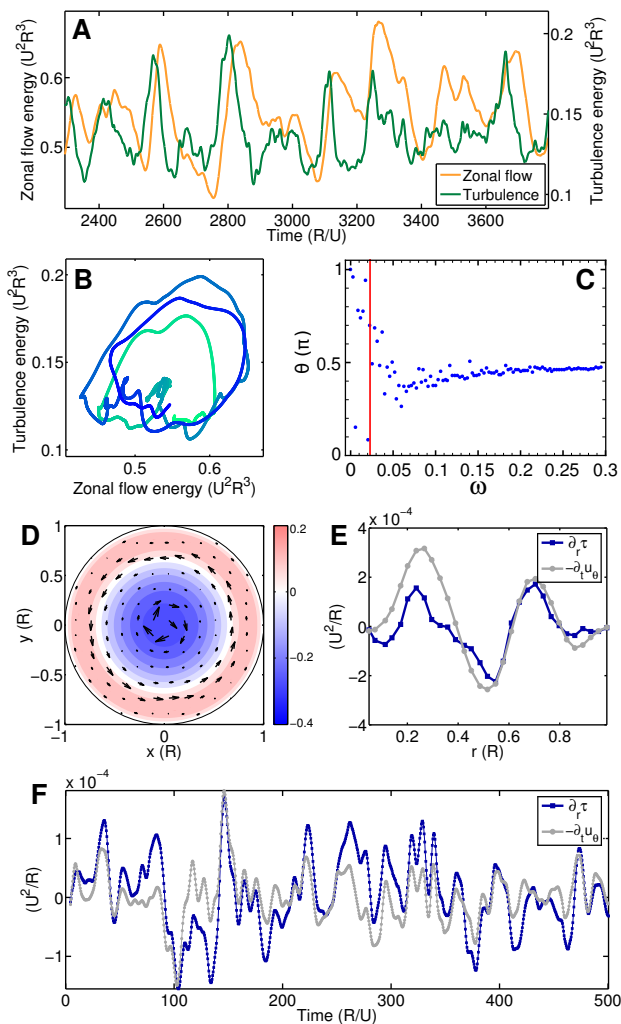 A
Zonal flow energy (U²R³)
0.6
0.5
Turbulence energy (U²R³)
0.2
0.15
0.1
Zonal flow
Turbulence
2400 2600 2800 3000 3200 3400 3600
Time (R/U)
B
Turbulence energy (U²R³)
0.2
0.15
0.1
0.5 0.6
Zonal flow energy (U²R³)
C
θ (π)
1
0.5
0
0 0.05 0.1 0.15 0.2 0.25 0.3
ω
D
y (R)
1
0.5
0
−0.5
−1
−1 −0.5 0 0.5 1
x (R)
0.2
0
−0.2
−0.4
E
x 10⁻⁴
(U²/R)
4
2
0
−2
−4
∂ᵣτ
−∂ₜu_θ
0.2 0.4 0.6 0.8
r (R)
F
x 10⁻⁴
(U²/R)
1
0
−1
∂ᵣτ
−∂ₜu_θ
0 100 200 300 400 500
Time (R/U)